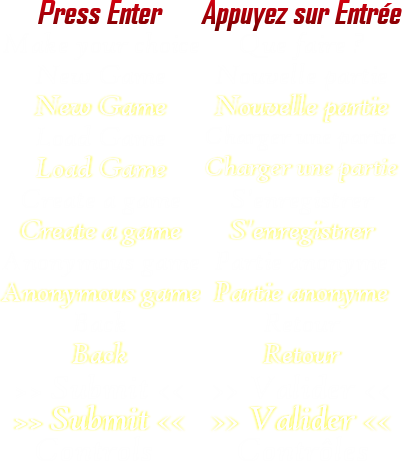 Press Enter Appuyez sur Entrée
New Game Nouvelle partie
Load Game Charger une partie
Create a game S'enregistrer
Anonymous game Partie anonyme
Back Retour
>> Submit << >> Valider <<